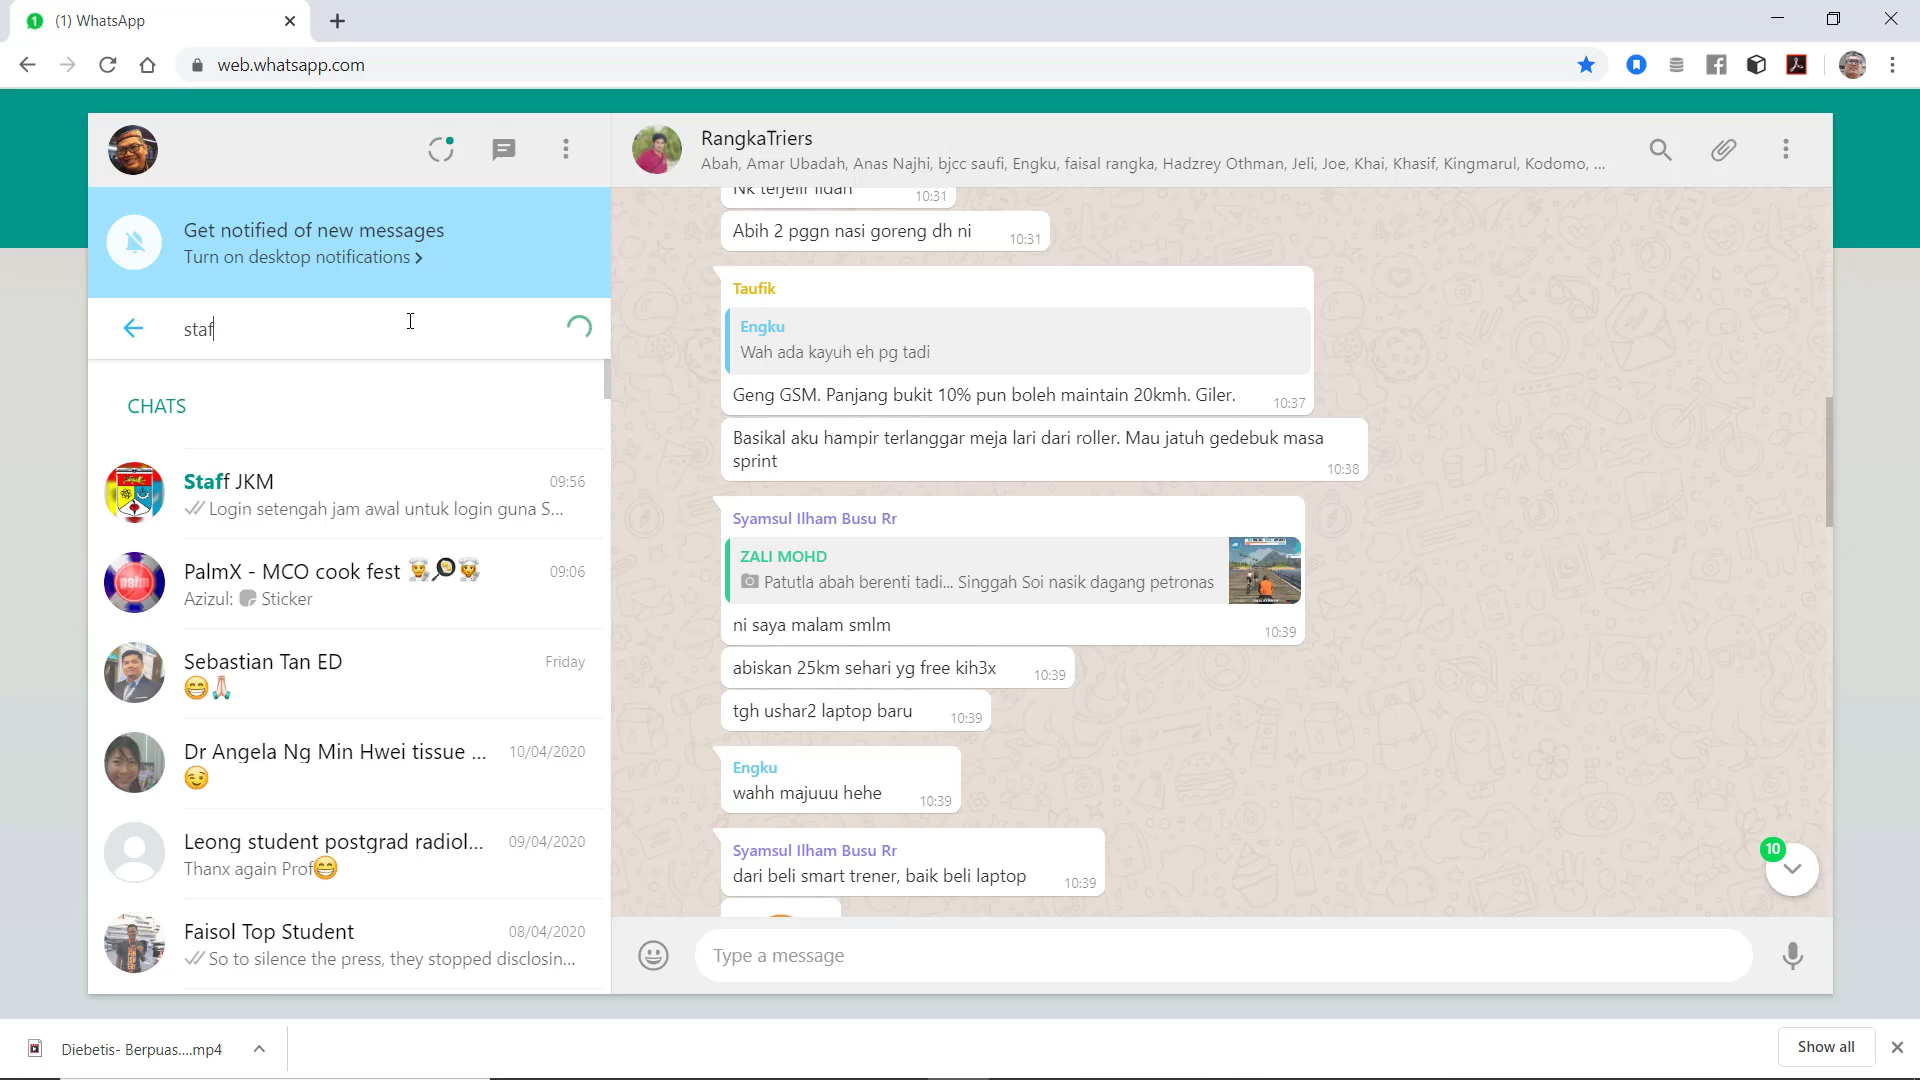 (1) WhatsApp
web.whatsapp.com
Get notified of new messages
Turn on desktop notifications >
staf
CHATS
Staff JKM
09:56
Login setengah jam awal untuk login guna S...
palm
PalmX - MCO cook fest 👨‍🍳🍳👨‍🍳
09:06
Azizul: Sticker
Sebastian Tan ED
Friday
😁🙏🏻
Dr Angela Ng Min Hwei tissue ...
10/04/2020
😉
Leong student postgrad radiol...
09/04/2020
Thanx again Prof😁
Faisol Top Student
08/04/2020
So to silence the press, they stopped disclosin...
RangkaTriers
Abah, Amar Ubadah, Anas Najhi, bjcc saufi, Engku, faisal rangka, Hadzrey Othman, Jeli, Joe, Khai, Khasif, Kingmarul, Kodomo, ...
Nk terjelir lidah
10:31
Abih 2 pggn nasi goreng dh ni
10:31
Taufik
Engku
Wah ada kayuh eh pg tadi
Geng GSM. Panjang bukit 10% pun boleh maintain 20kmh. Giler.
10:37
Basikal aku hampir terlanggar meja lari dari roller. Mau jatuh gedebuk masa
sprint
10:38
Syamsul Ilham Busu Rr
ZALI MOHD
Patutla abah berenti tadi... Singgah Soi nasik dagang petronas
ni saya malam smlm
10:39
abiskan 25km sehari yg free kih3x
10:39
tgh ushar2 laptop baru
10:39
Engku
wahh majuuu hehe
10:39
Syamsul Ilham Busu Rr
dari beli smart trener, baik beli laptop
10:39
10
Type a message
Diebetis- Berpuas....mp4
Show all